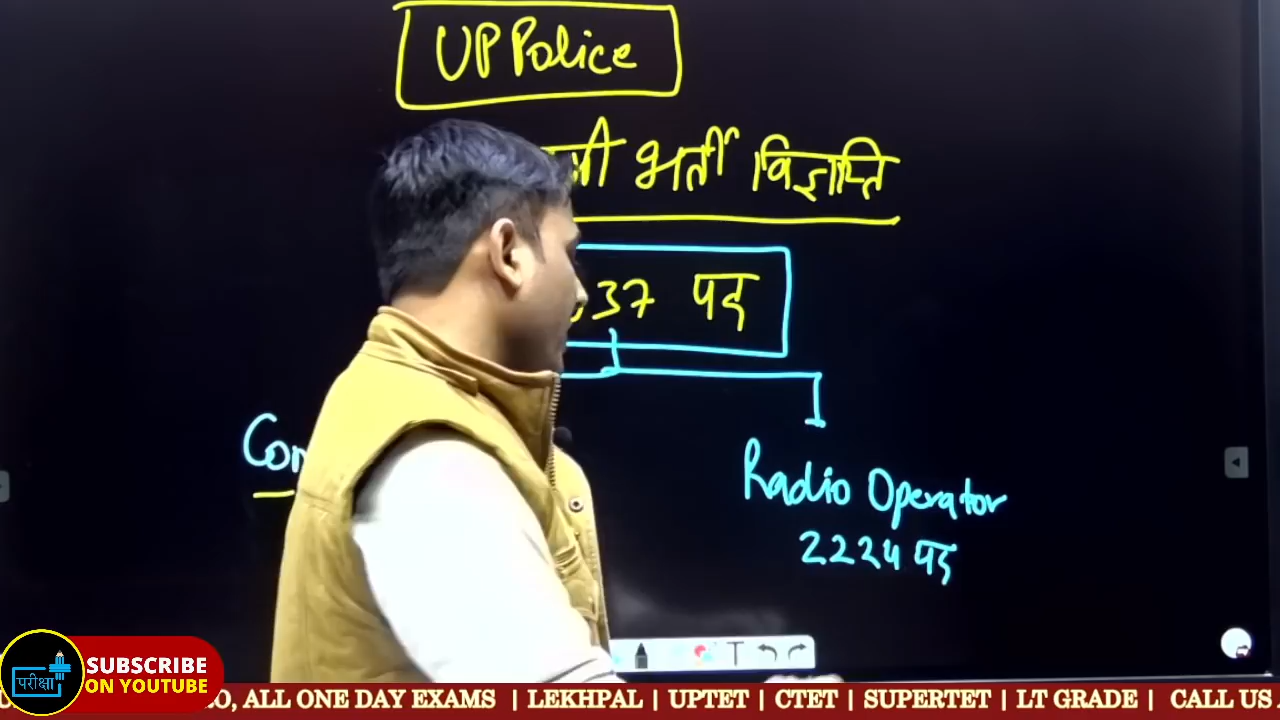 UP Police
भर्ती विज्ञप्ति
37 पद
Radio Operator
2224 पद
परीक्षा
SUBSCRIBE
ON YOUTUBE
O, ALL ONE DAY EXAMS | LEKHPAL | UPTET | CTET | SUPERTET | LT GRADE | CALL US